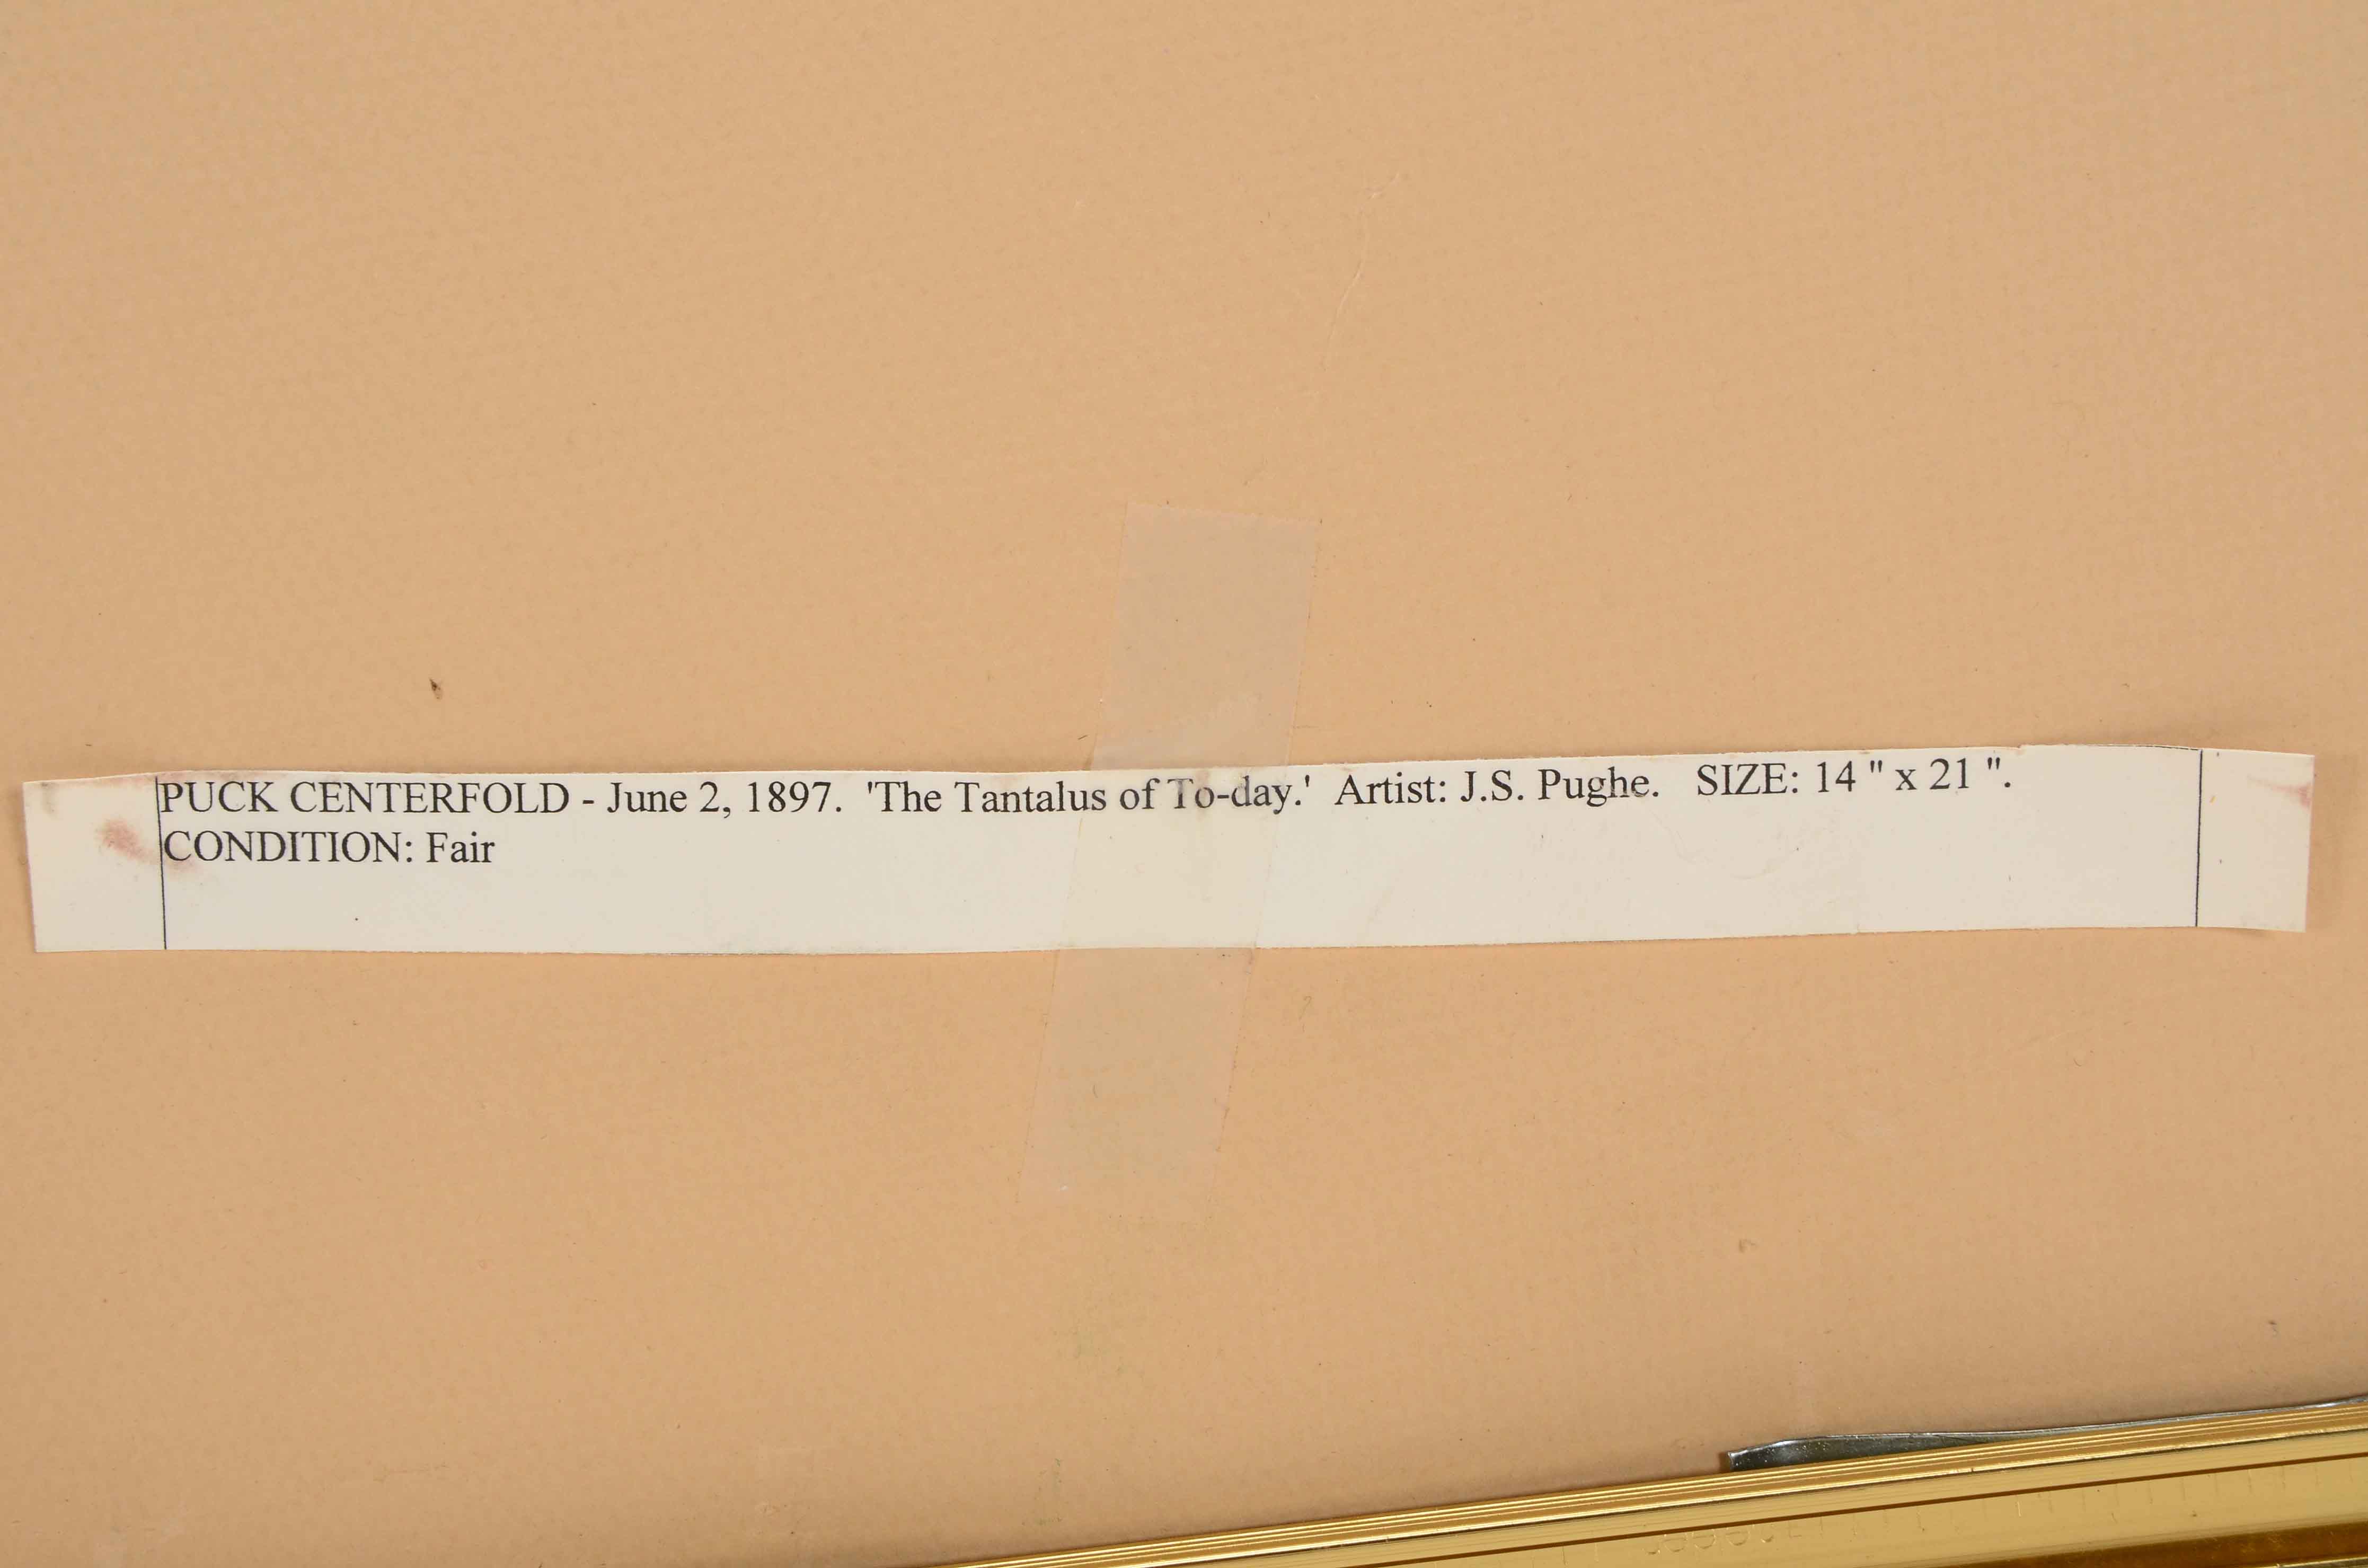 PUCK CENTERFOLD - June 2, 1897. 'The Tantalus of To-day.' Artist: J.S. Pughe. SIZE: 14 " x 21 ".
CONDITION: Fair